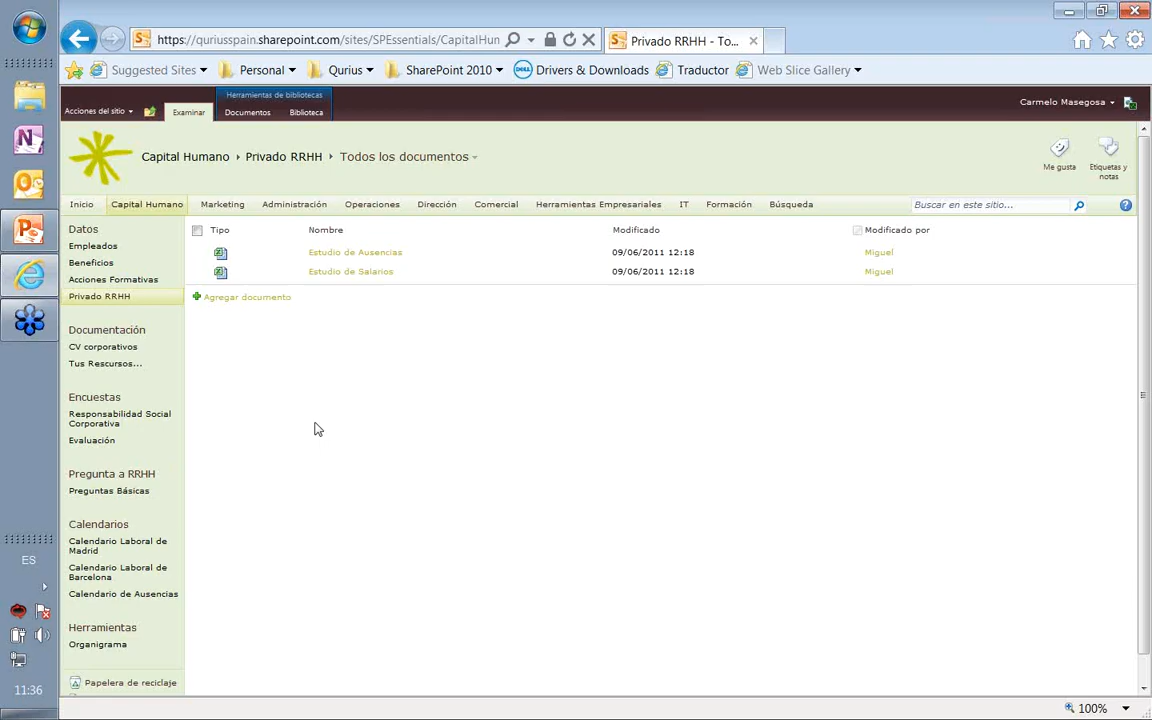 https://quriusspain.sharepoint.com/sites/SPEssentials/CapitalHun
Privado RRHH - To...
Suggested Sites
Personal
Qurius
SharePoint 2010
DELL
Drivers & Downloads
Traductor
Web Slice Gallery
Herramientas de bibliotecas
Acciones del sitio
Examinar
Documentos
Biblioteca
Carmelo Masegosa
Capital Humano
Privado RRHH
Todos los documentos
Me gusta
Etiquetas y
notas
Inicio
Capital Humano
Marketing
Administración
Operaciones
Dirección
Comercial
Herramientas Empresariales
IT
Formación
Búsqueda
Buscar en este sitio...
Datos
Empleados
Beneficios
Acciones Formativas
Privado RRHH
Documentación
CV corporativos
Tus Rescursos...
Encuestas
Responsabilidad Social
Corporativa
Evaluación
Pregunta a RRHH
Preguntas Básicas
Calendarios
Calendario Laboral de
Madrid
Calendario Laboral de
Barcelona
Calendario de Ausencias
Herramientas
Organigrama
Papelera de reciclaje
Tipo
Nombre
Modificado
Modificado por
Estudio de Ausencias
09/06/2011 12:18
Miguel
Estudio de Salarios
09/06/2011 12:18
Miguel
Agregar documento
ES
11:36
100%